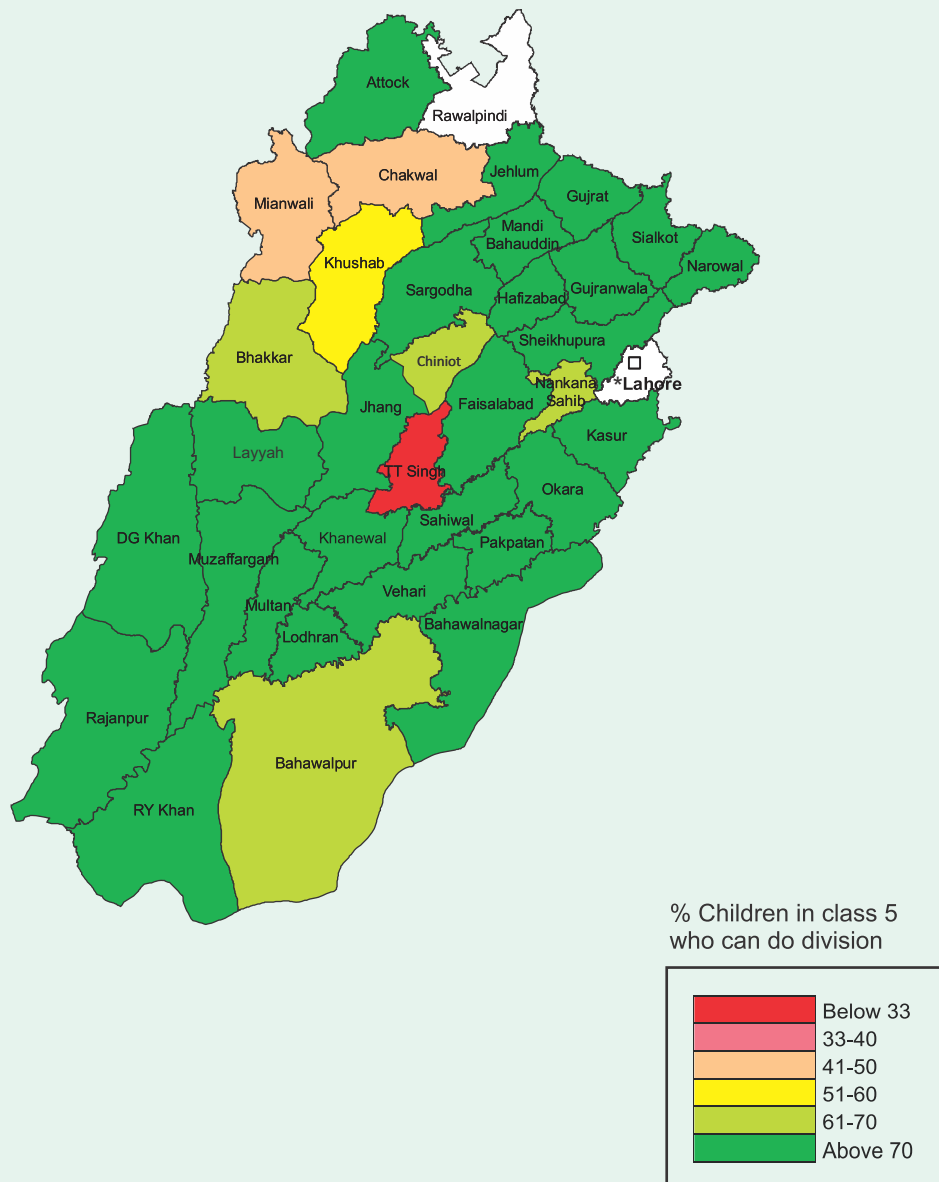 Attock
Rawalpindi
Jehlum
Chakwal
Gujrat
Mianwali
Mandi
Bahauddin
Sialkot
Khushab
Narowal
Sargodha
Hafizabad
Gujranwala
Sheikhupura
Bhakkar
Chiniot
*Lahore
Nankana
Sahib
Jhang
Faisalabad
Kasur
Layyah
TT Singh
Okara
Sahiwal
DG Khan
Khanewal
Pakpatan
Muzaffargarh
Vehari
Multan
Bahawalnagar
Lodhran
Rajanpur
Bahawalpur
RY Khan
% Children in class 5
who can do division
Below 33
33-40
41-50
51-60
61-70
Above 70